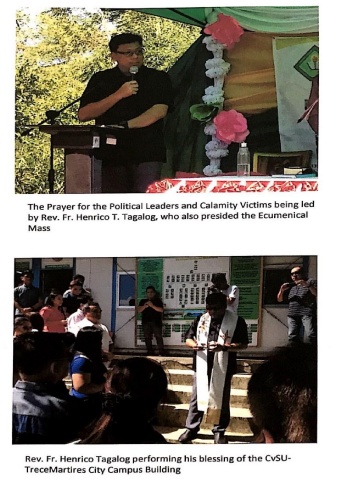 The Prayer for the Political Leaders and Calamity Victims being led
by Rev. Fr. Henrico T. Tagalog, who also presided the Ecumenical
Mass
Rev. Fr. Henrico Tagalog performing his blessing of the CvSU-
TreceMartires City Campus Building